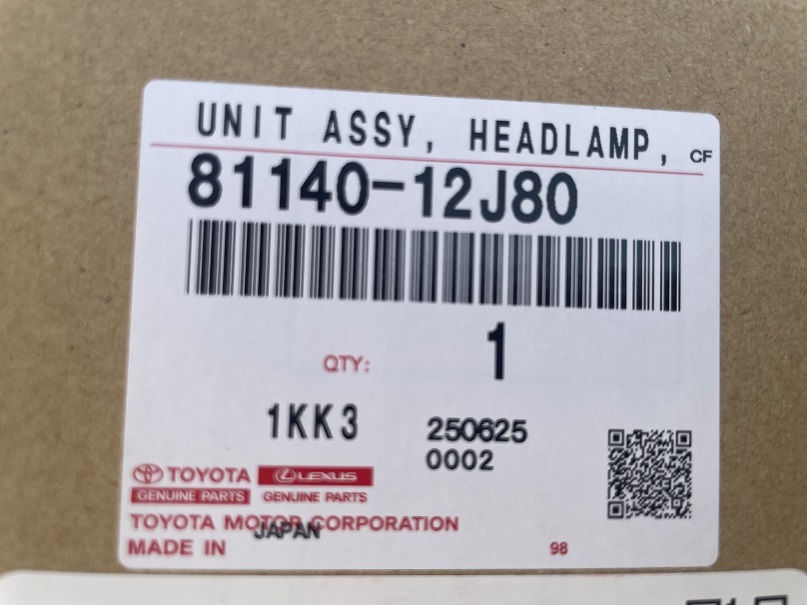 UNIT ASSY, HEADLAMP, CF
81140-12J80
QTY: 1
1KK3 250625
0002
TOYOTA LEXUS
GENUINE PARTS GENUINE PARTS
TOYOTA MOTOR CORPORATION
MADE IN JAPAN 98